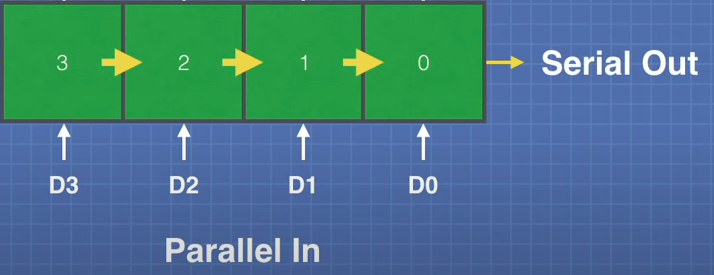 3 2 1 0 Serial Out
D3 D2 D1 D0
Parallel In